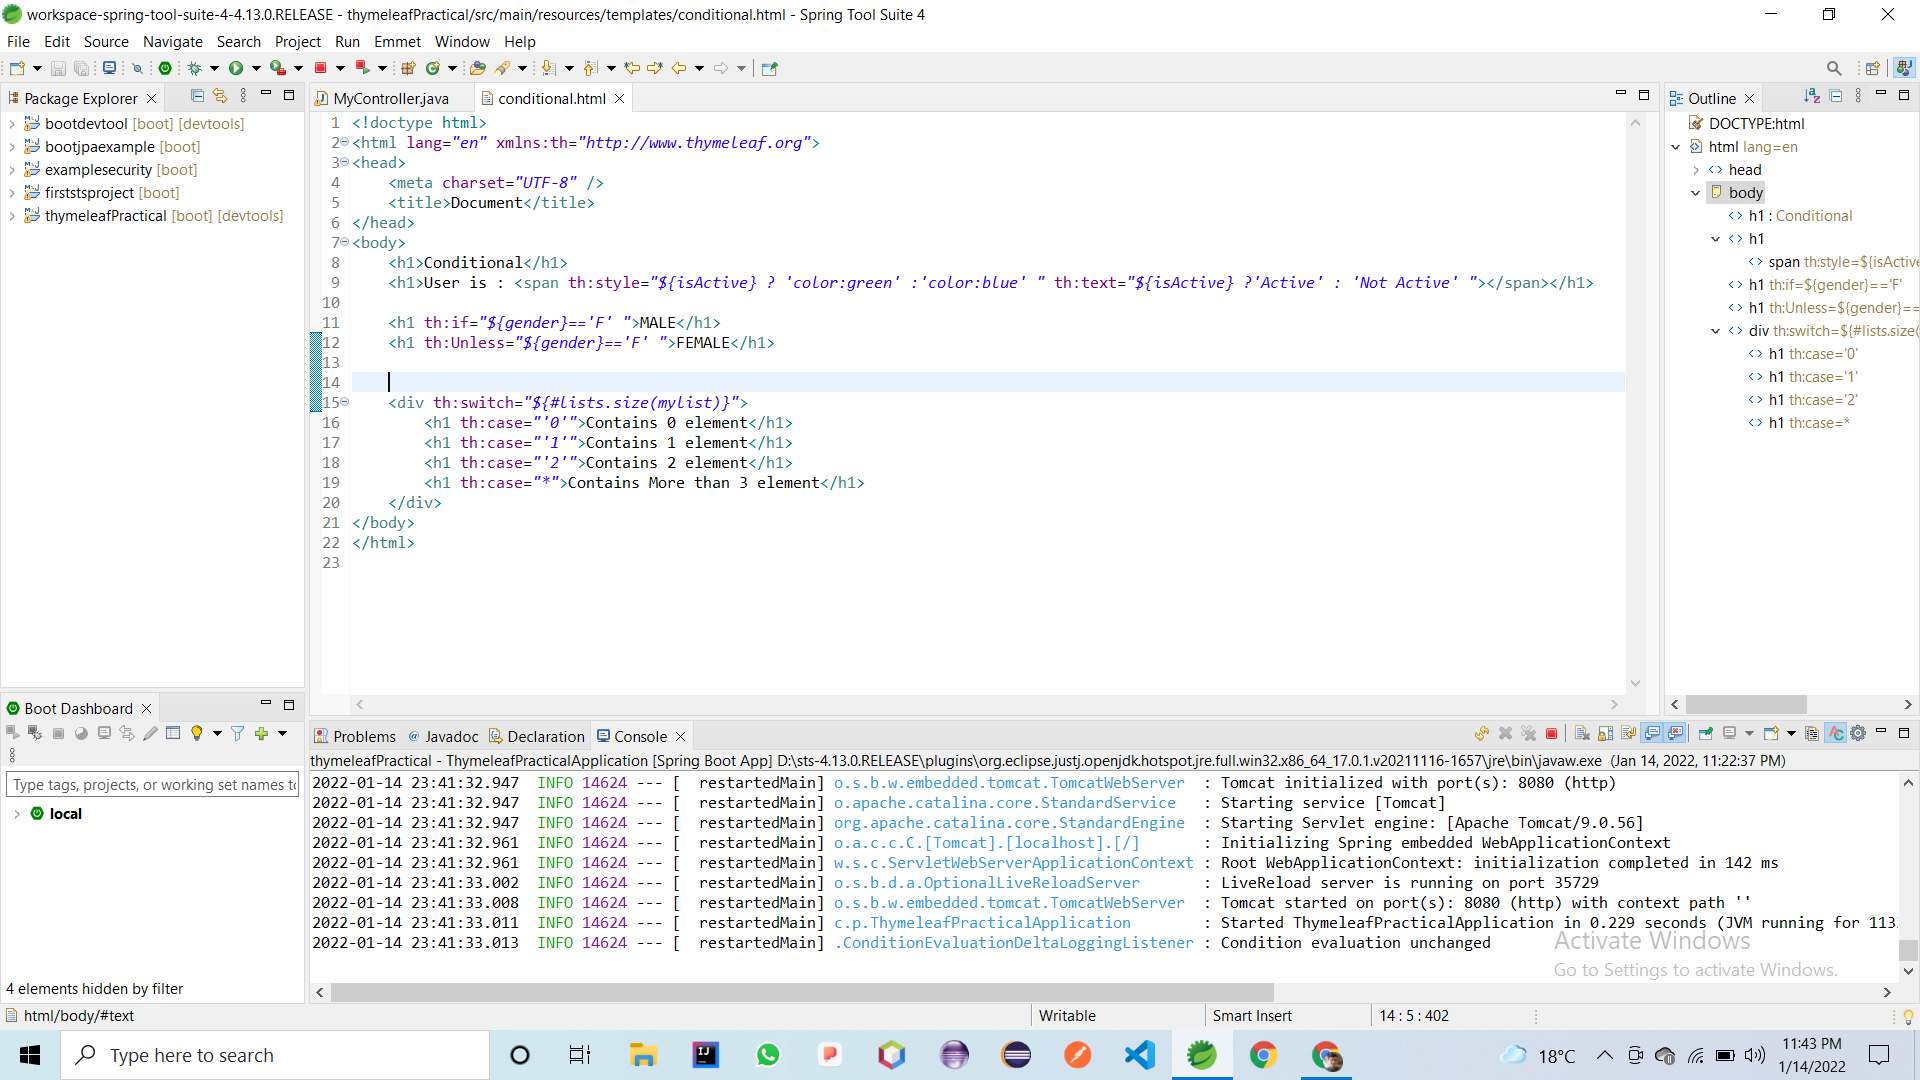 workspace-spring-tool-suite-4-4.13.0.RELEASE - thymeleafPractical/src/main/resources/templates/conditional.html - Spring Tool Suite 4
File Edit Source Navigate Search Project Run Emmet Window Help
Package Explorer
bootdevtool [boot] [devtools]
bootjpaexample [boot]
examplesecurity [boot]
firststsproject [boot]
thymeleafPractical [boot] [devtools]
MyController.java conditional.html
1 <!doctype html>
2 <html lang="en" xmlns:th="http://www.thymeleaf.org">
3 <head>
4 <meta charset="UTF-8" />
5 <title>Document</title>
6 </head>
7 <body>
8 <h1>Conditional</h1>
9 <h1>User is : <span th:style="${isActive} ? 'color:green' :'color:blue' " th:text="${isActive} ?'Active' : 'Not Active' "></span></h1>
10
11 <h1 th:if="${gender}=='F' ">MALE</h1>
12 <h1 th:Unless="${gender}=='F' ">FEMALE</h1>
13
14
15 <div th:switch="${#lists.size(mylist)}">
16 <h1 th:case="'0'">Contains 0 element</h1>
17 <h1 th:case="'1'">Contains 1 element</h1>
18 <h1 th:case="'2'">Contains 2 element</h1>
19 <h1 th:case="*">Contains More than 3 element</h1>
20 </div>
21 </body>
22 </html>
23
Outline
DOCTYPE:html
html lang=en
head
body
h1 : Conditional
h1
span th:style=${isActive
h1 th:if=${gender}=='F'
h1 th:Unless=${gender}==
div th:switch=${#lists.size(
h1 th:case='0'
h1 th:case='1'
h1 th:case='2'
h1 th:case=*
Boot Dashboard
Type tags, projects, or working set names to
local
4 elements hidden by filter
Problems Javadoc Declaration Console
thymeleafPractical - ThymeleafPracticalApplication [Spring Boot App] D:\sts-4.13.0.RELEASE\plugins\org.eclipse.justj.openjdk.hotspot.jre.full.win32.x86_64_17.0.1.v20211116-1657\jre\bin\javaw.exe (Jan 14, 2022, 11:22:37 PM)
2022-01-14 23:41:32.947 INFO 14624 --- [ restartedMain] o.s.b.w.embedded.tomcat.TomcatWebServer : Tomcat initialized with port(s): 8080 (http)
2022-01-14 23:41:32.947 INFO 14624 --- [ restartedMain] o.apache.catalina.core.StandardService : Starting service [Tomcat]
2022-01-14 23:41:32.947 INFO 14624 --- [ restartedMain] org.apache.catalina.core.StandardEngine : Starting Servlet engine: [Apache Tomcat/9.0.56]
2022-01-14 23:41:32.961 INFO 14624 --- [ restartedMain] o.a.c.c.C.[Tomcat].[localhost].[/] : Initializing Spring embedded WebApplicationContext
2022-01-14 23:41:32.961 INFO 14624 --- [ restartedMain] w.s.c.ServletWebServerApplicationContext : Root WebApplicationContext: initialization completed in 142 ms
2022-01-14 23:41:33.002 INFO 14624 --- [ restartedMain] o.s.b.d.a.OptionalLiveReloadServer : LiveReload server is running on port 35729
2022-01-14 23:41:33.008 INFO 14624 --- [ restartedMain] o.s.b.w.embedded.tomcat.TomcatWebServer : Tomcat started on port(s): 8080 (http) with context path ''
2022-01-14 23:41:33.011 INFO 14624 --- [ restartedMain] c.p.ThymeleafPracticalApplication : Started ThymeleafPracticalApplication in 0.229 seconds (JVM running for 113
2022-01-14 23:41:33.013 INFO 14624 --- [ restartedMain] .ConditionEvaluationDeltaLoggingListener : Condition evaluation unchanged
Activate Windows
Go to Settings to activate Windows.
html/body/#text
Writable
Smart Insert
14 : 5 : 402
Type here to search
18°C
11:43 PM
1/14/2022